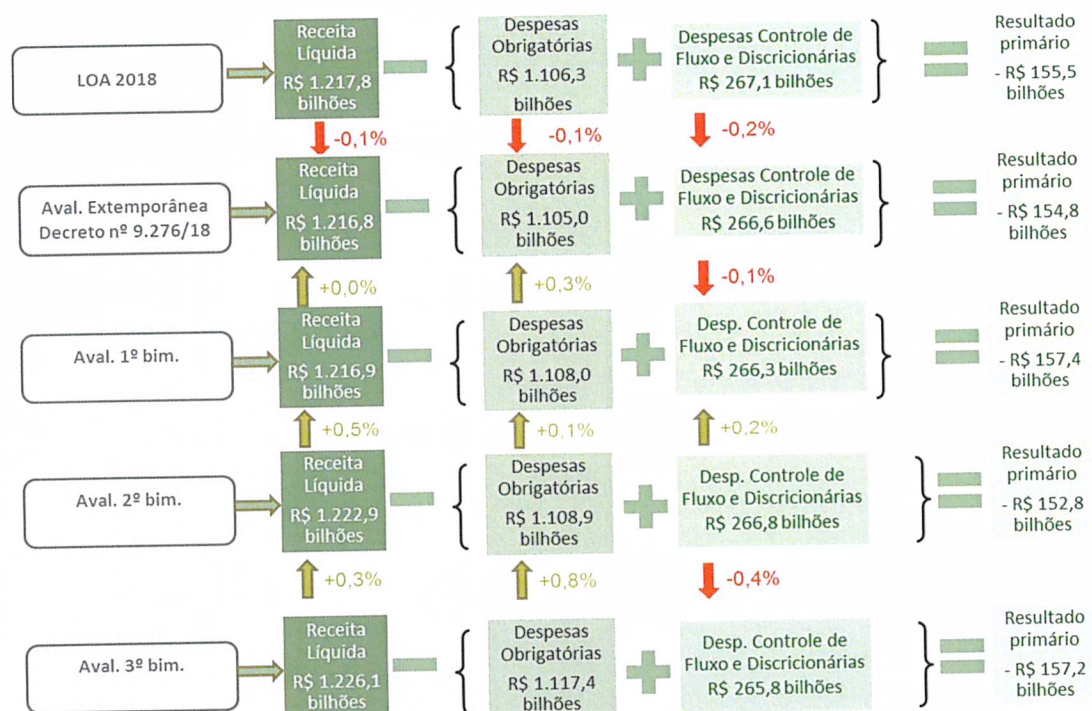 LOA 2018
Receita
Líquida
R$ 1.217,8
bilhões
Despesas
Obrigatórias
R$ 1.106,3
bilhões
Despesas Controle de
Fluxo e Discricionárias
R$ 267,1 bilhões
Resultado
primário
- R$ 155,5
bilhões
-0,1%
-0,1%
-0,2%
Aval. Extemporânea
Decreto nº 9.276/18
Receita
Líquida
R$ 1.216,8
bilhões
Despesas
Obrigatórias
R$ 1.105,0
bilhões
Despesas Controle de
Fluxo e Discricionárias
R$ 266,6 bilhões
Resultado
primário
- R$ 154,8
bilhões
+0,0%
+0,3%
-0,1%
Aval. 1º bim.
Receita
Líquida
R$ 1.216,9
bilhões
Despesas
Obrigatórias
R$ 1.108,0
bilhões
Desp. Controle de
Fluxo e Discricionárias
R$ 266,3 bilhões
Resultado
primário
- R$ 157,4
bilhões
+0,5%
+0,1%
+0,2%
Aval. 2º bim.
Receita
Líquida
R$ 1.222,9
bilhões
Despesas
Obrigatórias
R$ 1.108,9
bilhões
Desp. Controle de
Fluxo e Discricionárias
R$ 266,8 bilhões
Resultado
primário
- R$ 152,8
bilhões
+0,3%
+0,8%
-0,4%
Aval. 3º bim.
Receita
Líquida
R$ 1.226,1
bilhões
Despesas
Obrigatórias
R$ 1.117,4
bilhões
Desp. Controle de
Fluxo e Discricionárias
R$ 265,8 bilhões
Resultado
primário
- R$ 157,2
bilhões